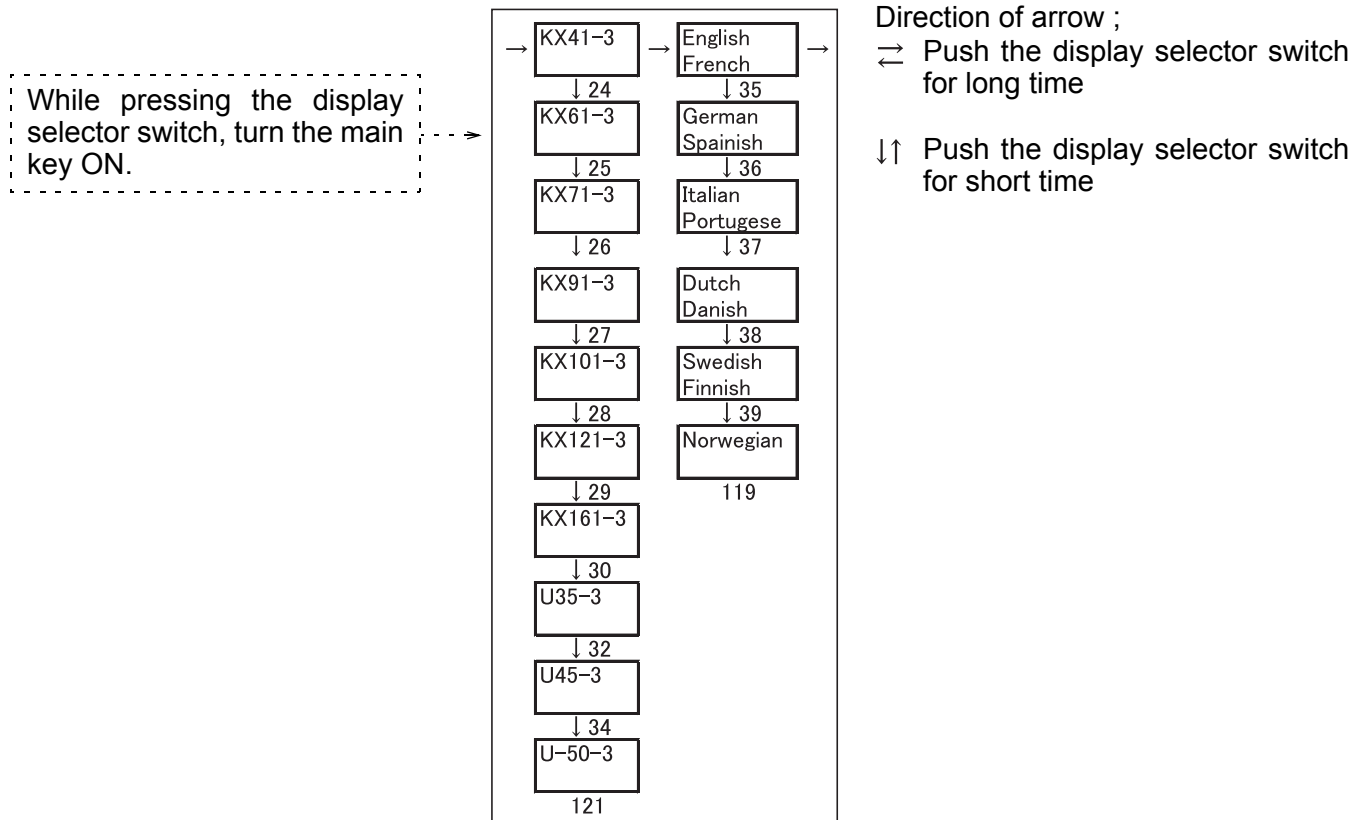 While pressing the display
selector switch, turn the main
key ON.
→ KX41-3 → English →
French
↓ 24 ↓ 35
KX61-3 German
Spainish
↓ 25 ↓ 36
KX71-3 Italian
Portugese
↓ 26 ↓ 37
KX91-3 Dutch
Danish
↓ 27 ↓ 38
KX101-3 Swedish
Finnish
↓ 28 ↓ 39
KX121-3 Norwegian
↓ 29 119
KX161-3
↓ 30
U35-3
↓ 32
U45-3
↓ 34
U-50-3
121
Direction of arrow ;
⇄ Push the display selector switch
for long time
↓↑ Push the display selector switch
for short time